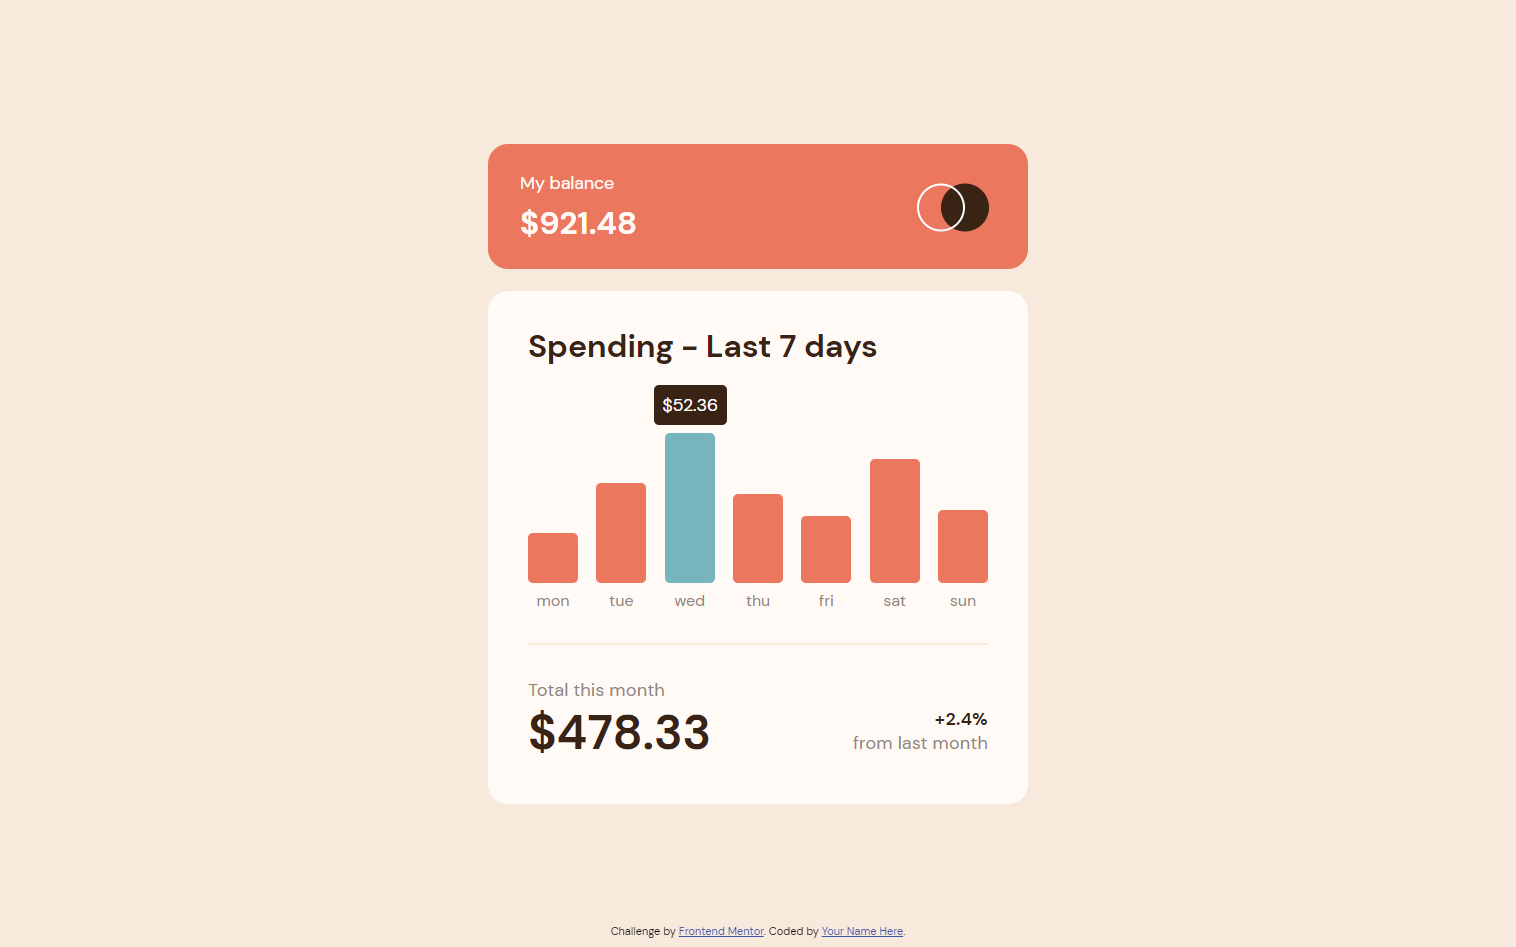 My balance
$921.48
Spending - Last 7 days
$52.36
mon tue wed thu fri sat sun
Total this month
$478.33
+2.4%
from last month
Challenge by Frontend Mentor. Coded by Your Name Here.